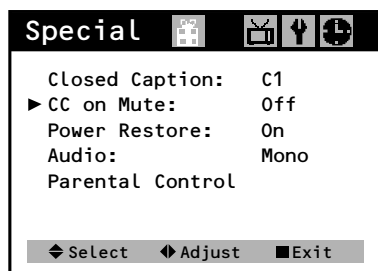 Special
Closed Caption: C1
CC on Mute: Off
Power Restore: On
Audio: Mono
Parental Control
Select Adjust Exit